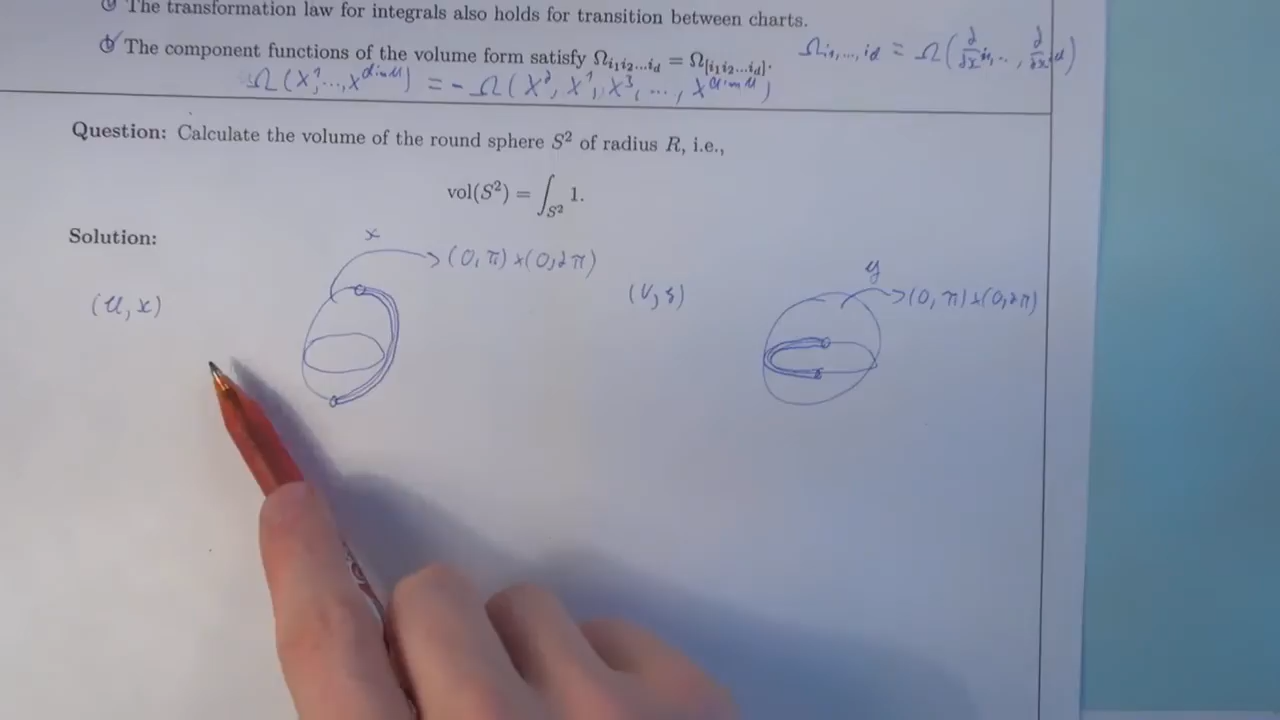 The transformation law for integrals also holds for transition between charts.
The component functions of the volume form satisfy Ω_{i₁i₂...i_d} = Ω_{[i₁i₂...i_d]}.
Ω_{i₁,...,i_d} = Ω(∂/∂x^{i₁},.., ∂/∂x^{i_d})
Ω(X¹,...,X^{dim M}) = -Ω(X², X¹, X³, ..., X^{dim M})
Question: Calculate the volume of the round sphere S² of radius R, i.e.,
vol(S²) = ∫_{S²} 1.
Solution:
x
(0, π)×(0,2π)
(U, x)
y
(0, π)×(0,2π)